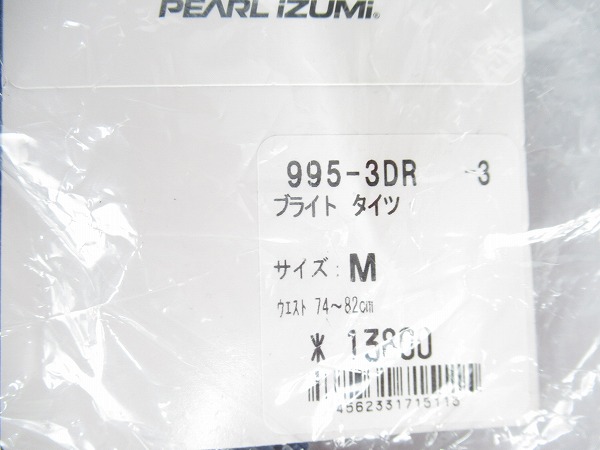 PEARL iZUMi®
995-3DR -3
ブライト タイツ
サイズ: M
ウエスト 74～82cm
¥ 13800
4562331715113